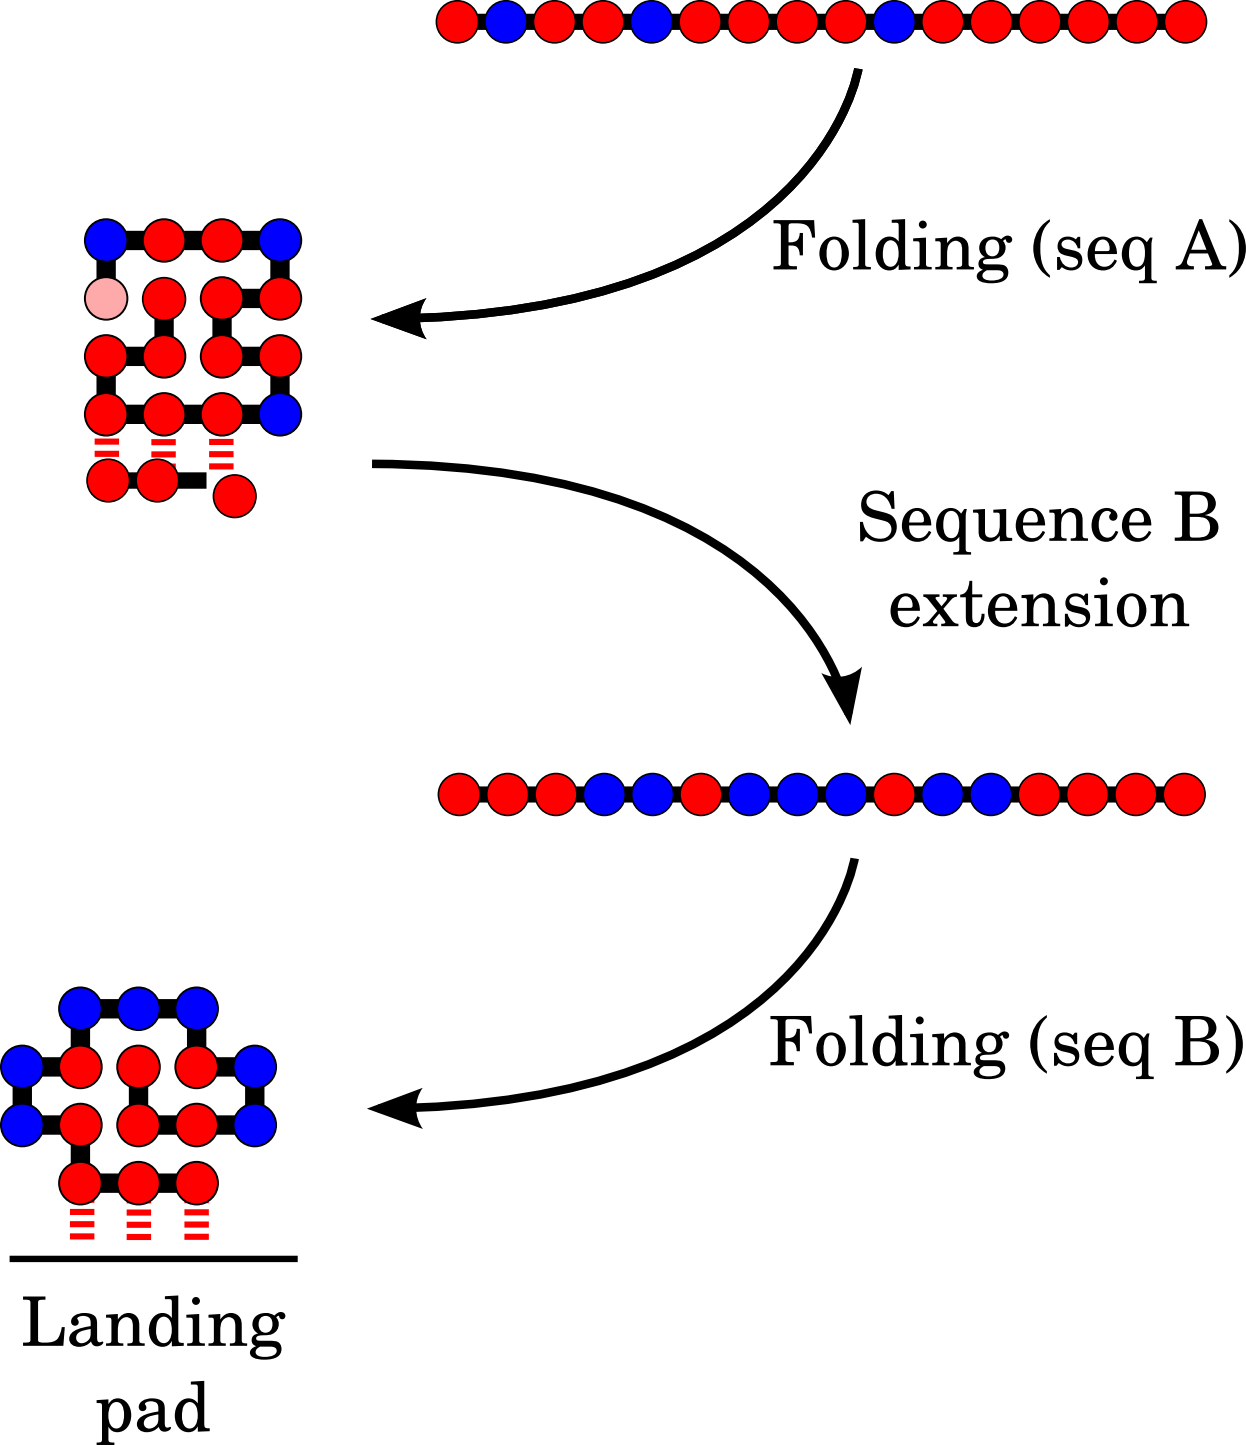 Folding (seq A)
Sequence B
extension
Folding (seq B)
Landing
pad